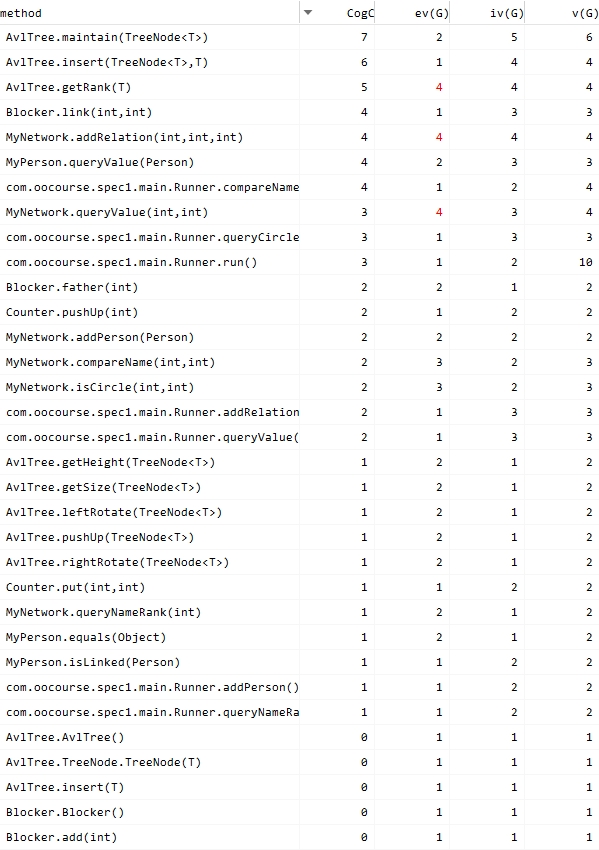 method CogC ev(G) iv(G) v(G)
AvlTree.maintain(TreeNode<T>) 7 2 5 6
AvlTree.insert(TreeNode<T>,T) 6 1 4 4
AvlTree.getRank(T) 5 4 4 4
Blocker.link(int,int) 4 1 3 3
MyNetwork.addRelation(int,int,int) 4 4 4 4
MyPerson.queryValue(Person) 4 2 3 3
com.oocourse.spec1.main.Runner.compareName 4 1 2 4
MyNetwork.queryValue(int,int) 3 4 3 4
com.oocourse.spec1.main.Runner.queryCircle 3 1 3 3
com.oocourse.spec1.main.Runner.run() 3 1 2 10
Blocker.father(int) 2 2 1 2
Counter.pushUp(int) 2 1 2 2
MyNetwork.addPerson(Person) 2 2 2 2
MyNetwork.compareName(int,int) 2 3 2 3
MyNetwork.isCircle(int,int) 2 3 2 3
com.oocourse.spec1.main.Runner.addRelation 2 1 3 3
com.oocourse.spec1.main.Runner.queryValue( 2 1 3 3
AvlTree.getHeight(TreeNode<T>) 1 2 1 2
AvlTree.getSize(TreeNode<T>) 1 2 1 2
AvlTree.leftRotate(TreeNode<T>) 1 2 1 2
AvlTree.pushUp(TreeNode<T>) 1 2 1 2
AvlTree.rightRotate(TreeNode<T>) 1 2 1 2
Counter.put(int,int) 1 1 2 2
MyNetwork.queryNameRank(int) 1 2 1 2
MyPerson.equals(Object) 1 2 1 2
MyPerson.isLinked(Person) 1 1 2 2
com.oocourse.spec1.main.Runner.addPerson() 1 1 2 2
com.oocourse.spec1.main.Runner.queryNameRa 1 1 2 2
AvlTree.AvlTree() 0 1 1 1
AvlTree.TreeNode.TreeNode(T) 0 1 1 1
AvlTree.insert(T) 0 1 1 1
Blocker.Blocker() 0 1 1 1
Blocker.add(int) 0 1 1 1